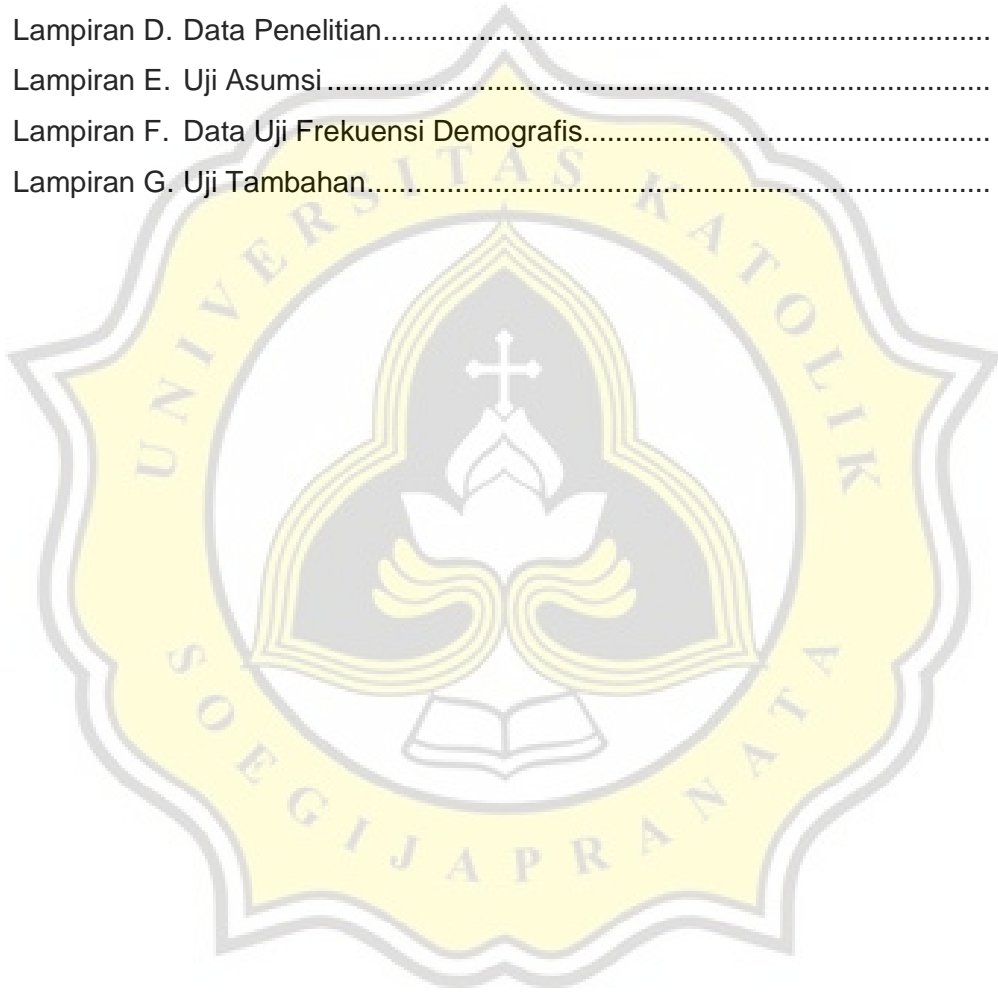 Lampiran D. Data Penelitian............................................................................
Lampiran E. Uji Asumsi...................................................................................
Lampiran F. Data Uji Frekuensi Demografis...................................................
Lampiran G. Uji Tambahan..............................................................................
UNIVERSITAS KATOLIK
SOEGIJAPRANATA